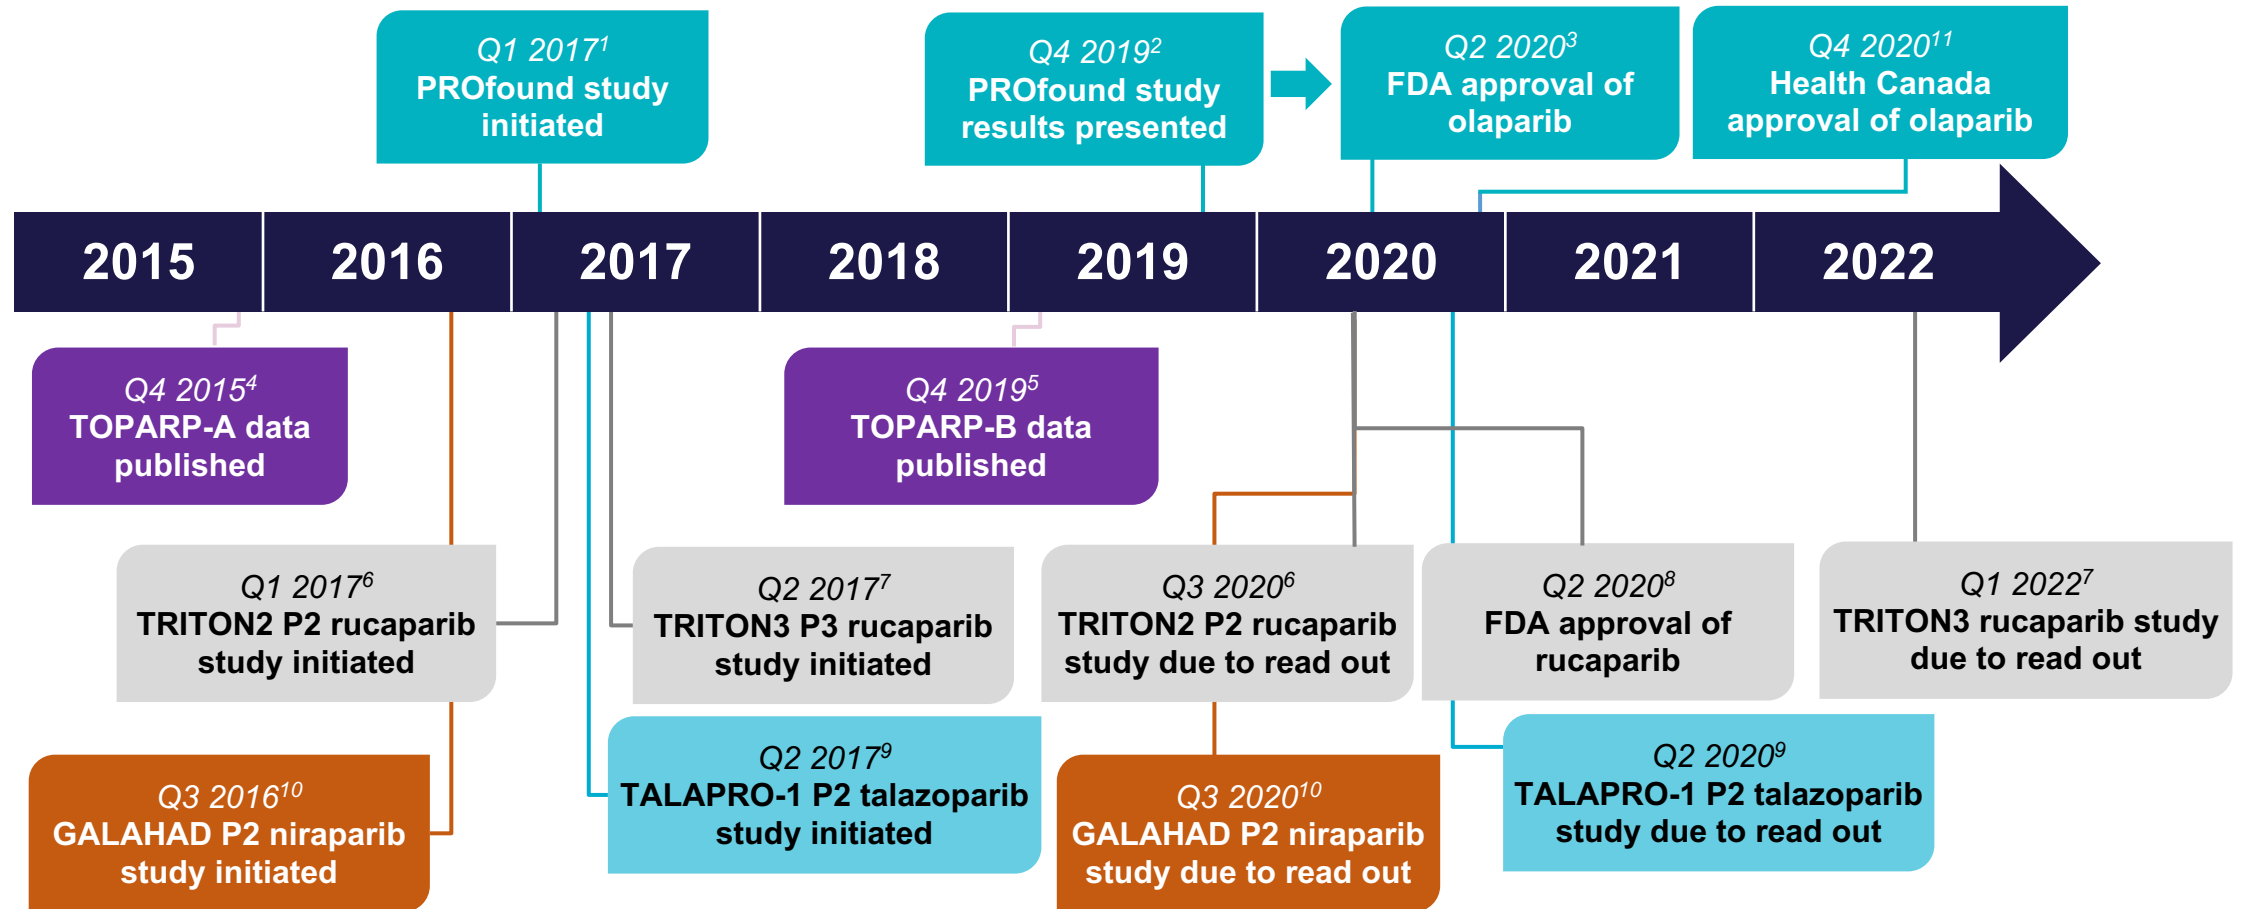 Q1 2017¹
PROfound study
initiated
Q4 2019²
PROfound study
results presented
Q2 2020³
FDA approval of
olaparib
Q4 2020¹¹
Health Canada
approval of olaparib
2015
2016
2017
2018
2019
2020
2021
2022
Q4 2015⁴
TOPARP-A data
published
Q4 2019⁵
TOPARP-B data
published
Q1 2017⁶
TRITON2 P2 rucaparib
study initiated
Q2 2017⁷
TRITON3 P3 rucaparib
study initiated
Q3 2020⁶
TRITON2 P2 rucaparib
study due to read out
Q2 2020⁸
FDA approval of
rucaparib
Q1 2022⁷
TRITON3 rucaparib study
due to read out
Q3 2016¹⁰
GALAHAD P2 niraparib
study initiated
Q2 2017⁹
TALAPRO-1 P2 talazoparib
study initiated
Q3 2020¹⁰
GALAHAD P2 niraparib
study due to read out
Q2 2020⁹
TALAPRO-1 P2 talazoparib
study due to read out